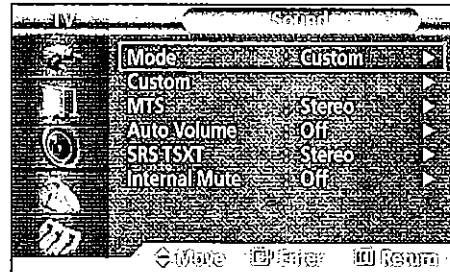 TV Sound
Mode : Custom
Custom
MTS : Stereo
Auto Volume : Off
SRS TSXT : Stereo
Internal Mute : Off
Move Enter Return